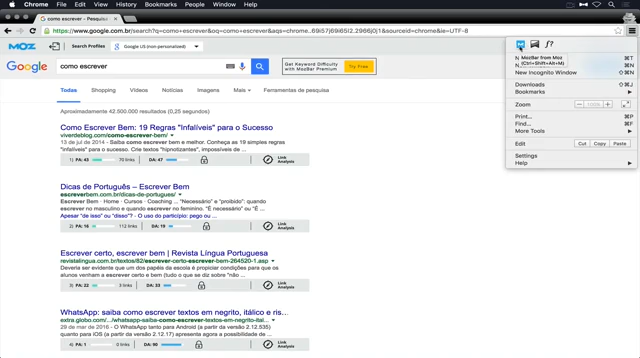 Chrome File Edit View History Bookmarks People Window Help
como escrever - Pesquisa
https://www.google.com.br/search?q=como+escrever&oq=como+escrever&aqs=chrome..69i57j69i65l2.2966j0j1&sourceid=chrome&ie=UTF-8
MOZ Search Profiles Google US (non personalized)
MozBar from Moz
(Ctrl+Shift+Alt+M)
⌘T
⌘N
New Incognito Window ⇧⌘N
Downloads ⇧⌘J
Bookmarks
Zoom
Print... ⌘P
Find... ⌘F
More Tools
Edit Cut Copy Paste
Settings
Help
Google como escrever Get Keyword Difficulty with MozBar Premium Try Free
Todas Shopping Vídeos Imagens Mais Ferramentas de pesquisa
Aproximadamente 42.500.000 resultados (0,25 segundos)
Como Escrever Bem: 19 Regras "Infalíveis" para o Sucesso
viverdeblog.com/como-escrever-bem/
13 de jul de 2014 - Saiba como escrever bem e melhor. Conheça as 19 simples regras
"infalíveis" para o sucesso. Crie textos "hipnotizantes", impossíveis de ...
1) PA: 43 70 links DA: 47 Link Analysis
Dicas de Português – Escrever Bem
escreverbem.com.br/dicas-de-portugues/
Escrever Bem · Home · Cursos · Coaching ... "Necessário" e "proibido": quando
escrever no masculino e quando escrever no feminino. "É necessário" ou "É ...
Apesar "de isso" ou "disso"? - O uso do particípio: pego ou ...
2) PA: 16 112 links DA: 19 Link Analysis
Escrever certo, escrever bem | Revista Língua Portuguesa
revistalingua.com.br/textos/82/escrever-certo-escrever-bem-264520-1.asp
Deveria ser evidente que um dos papéis da escola é propiciar condições para que os
alunos venham a escrever certo e bem (tudo o que se diz sobre "não ...
3) PA: 22 3 links DA: 33 Link Analysis
WhatsApp: saiba como escrever textos em negrito, itálico e ris...
extra.globo.com/.../whatsapp-saiba-como-escrever-textos-em-negrito-ital...
29 de mar de 2016 - O WhatsApp tanto para Android (a partir da versão 2.12.535)
quanto para iOS (a partir da versão 2.12.17) apresenta agora a possibilidade de ...
4) PA: 1 0 links DA: 90 Link Analysis